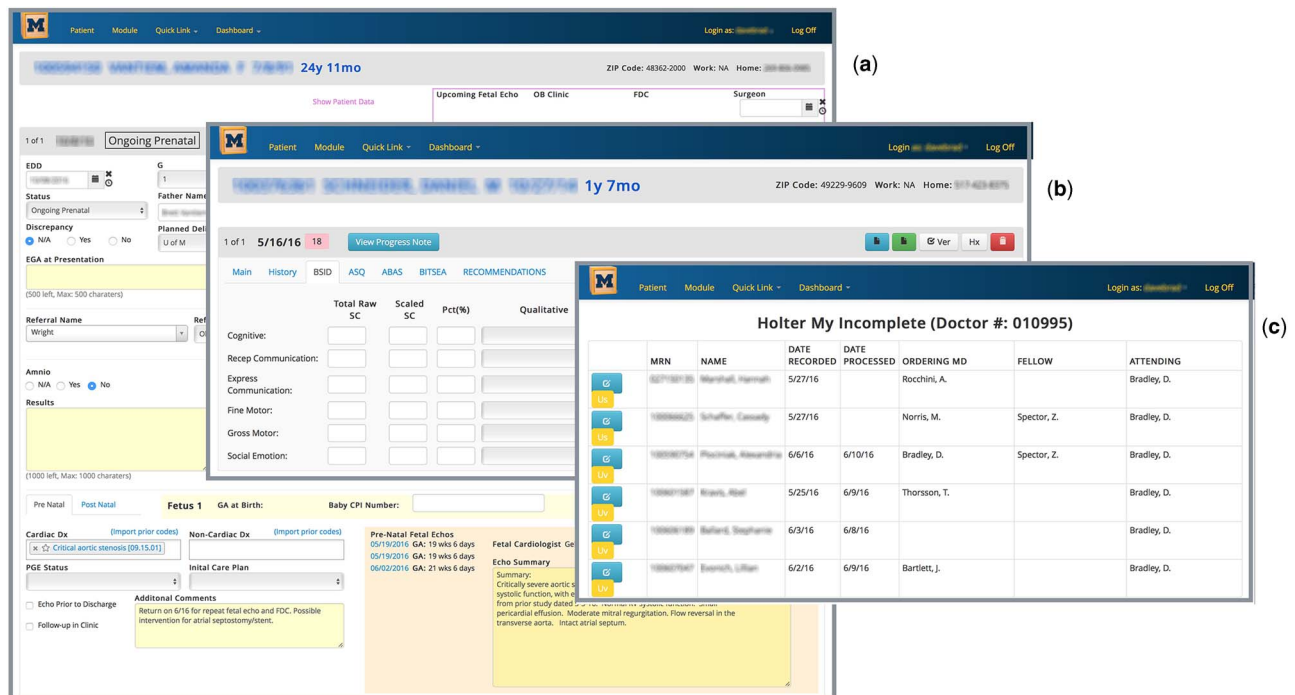 M Patient Module Quick Link Dashboard Login as: Log Off
24y 11mo ZIP Code: 48362-2000 Work: NA Home:
(a)
Show Patient Data
Upcoming Fetal Echo OB Clinic FDC Surgeon
1 of 1 Ongoing Prenatal
EDD G
1
Status Father Name
Ongoing Prenatal
Discrepancy
N/A Yes No
U of M
EGA at Presentation
(500 left, Max: 500 charaters)
Referral Name
Wright
Amnio
N/A Yes No
Results
(1000 left, Max: 1000 charaters)
Pre Natal Post Natal Fetus 1 GA at Birth: Baby CPI Number:
Cardiac Dx (Import prior codes) Non-Cardiac Dx (Import prior codes)
× Critical aortic stenosis [09.15.01]
PGE Status Inital Care Plan
Echo Prior to Discharge
Follow-up in Clinic
Additonal Comments
Return on 6/16 for repeat fetal echo and FDC. Possible
intervention for atrial septostomy/stent.
Pre-Natal Fetal Echos
05/19/2016 GA: 19 wks 6 days
05/19/2016 GA: 19 wks 6 days
06/02/2016 GA: 21 wks 6 days
Fetal Cardiologist
Echo Summary
Summary:
Critically severe aortic
systolic function, with
from prior study dated
pericardial effusion. Moderate mitral regurgitation. Flow reversal in the
transverse aorta. Intact atrial septum.
M Patient Module Quick Link Dashboard Login Log Off
1y 7mo ZIP Code: 49229-9609 Work: NA Home:
(b)
1 of 1 5/16/16 18 View Progress Note Ver Hx
Main History BSID ASQ ABAS BITSEA RECOMMENDATIONS
Total Raw SC Scaled SC Pct(%) Qualitative
Cognitive:
Recep Communication:
Express
Communication:
Fine Motor:
Gross Motor:
Social Emotion:
M Patient Module Quick Link Dashboard Login as: Log Off
(c)
Holter My Incomplete (Doctor #: 010995)
MRN NAME DATE RECORDED DATE PROCESSED ORDERING MD FELLOW ATTENDING
Us 5/27/16 Rocchini, A. Bradley, D.
Us 5/27/16 Norris, M. Spector, Z. Bradley, D.
Uv 6/6/16 6/10/16 Bradley, D. Spector, Z. Bradley, D.
Uv 5/25/16 6/9/16 Thorsson, T. Bradley, D.
Uv 6/3/16 6/8/16 Bradley, D.
Uv 6/2/16 6/9/16 Bartlett, J. Bradley, D.